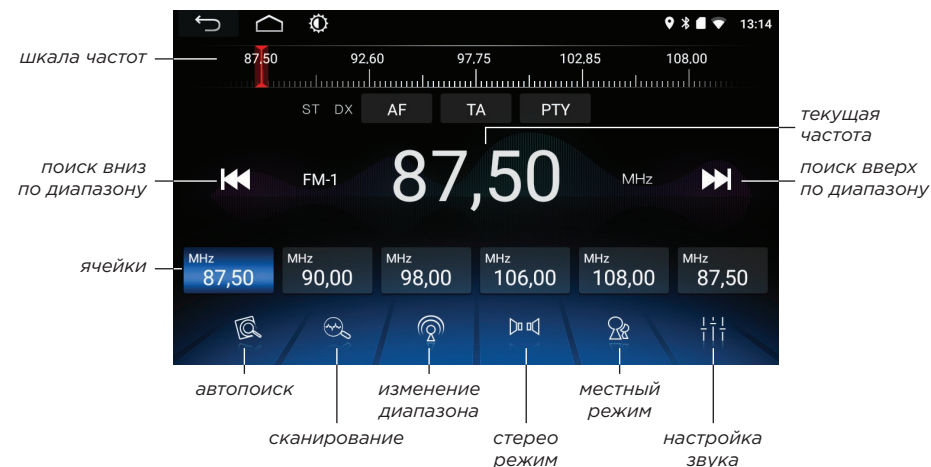 13:14
шкала частот
87,50 92,60 97,75 102,85 108,00
ST DX AF TA PTY
текущая
частота
поиск вниз
по диапазону
FM-1 87,50 MHz
поиск вверх
по диапазону
ячейки
MHz MHz MHz MHz MHz MHz
87,50 90,00 98,00 106,00 108,00 87,50
автопоиск
изменение
диапазона
местный
режим
сканирование
стерео
режим
настройка
звука